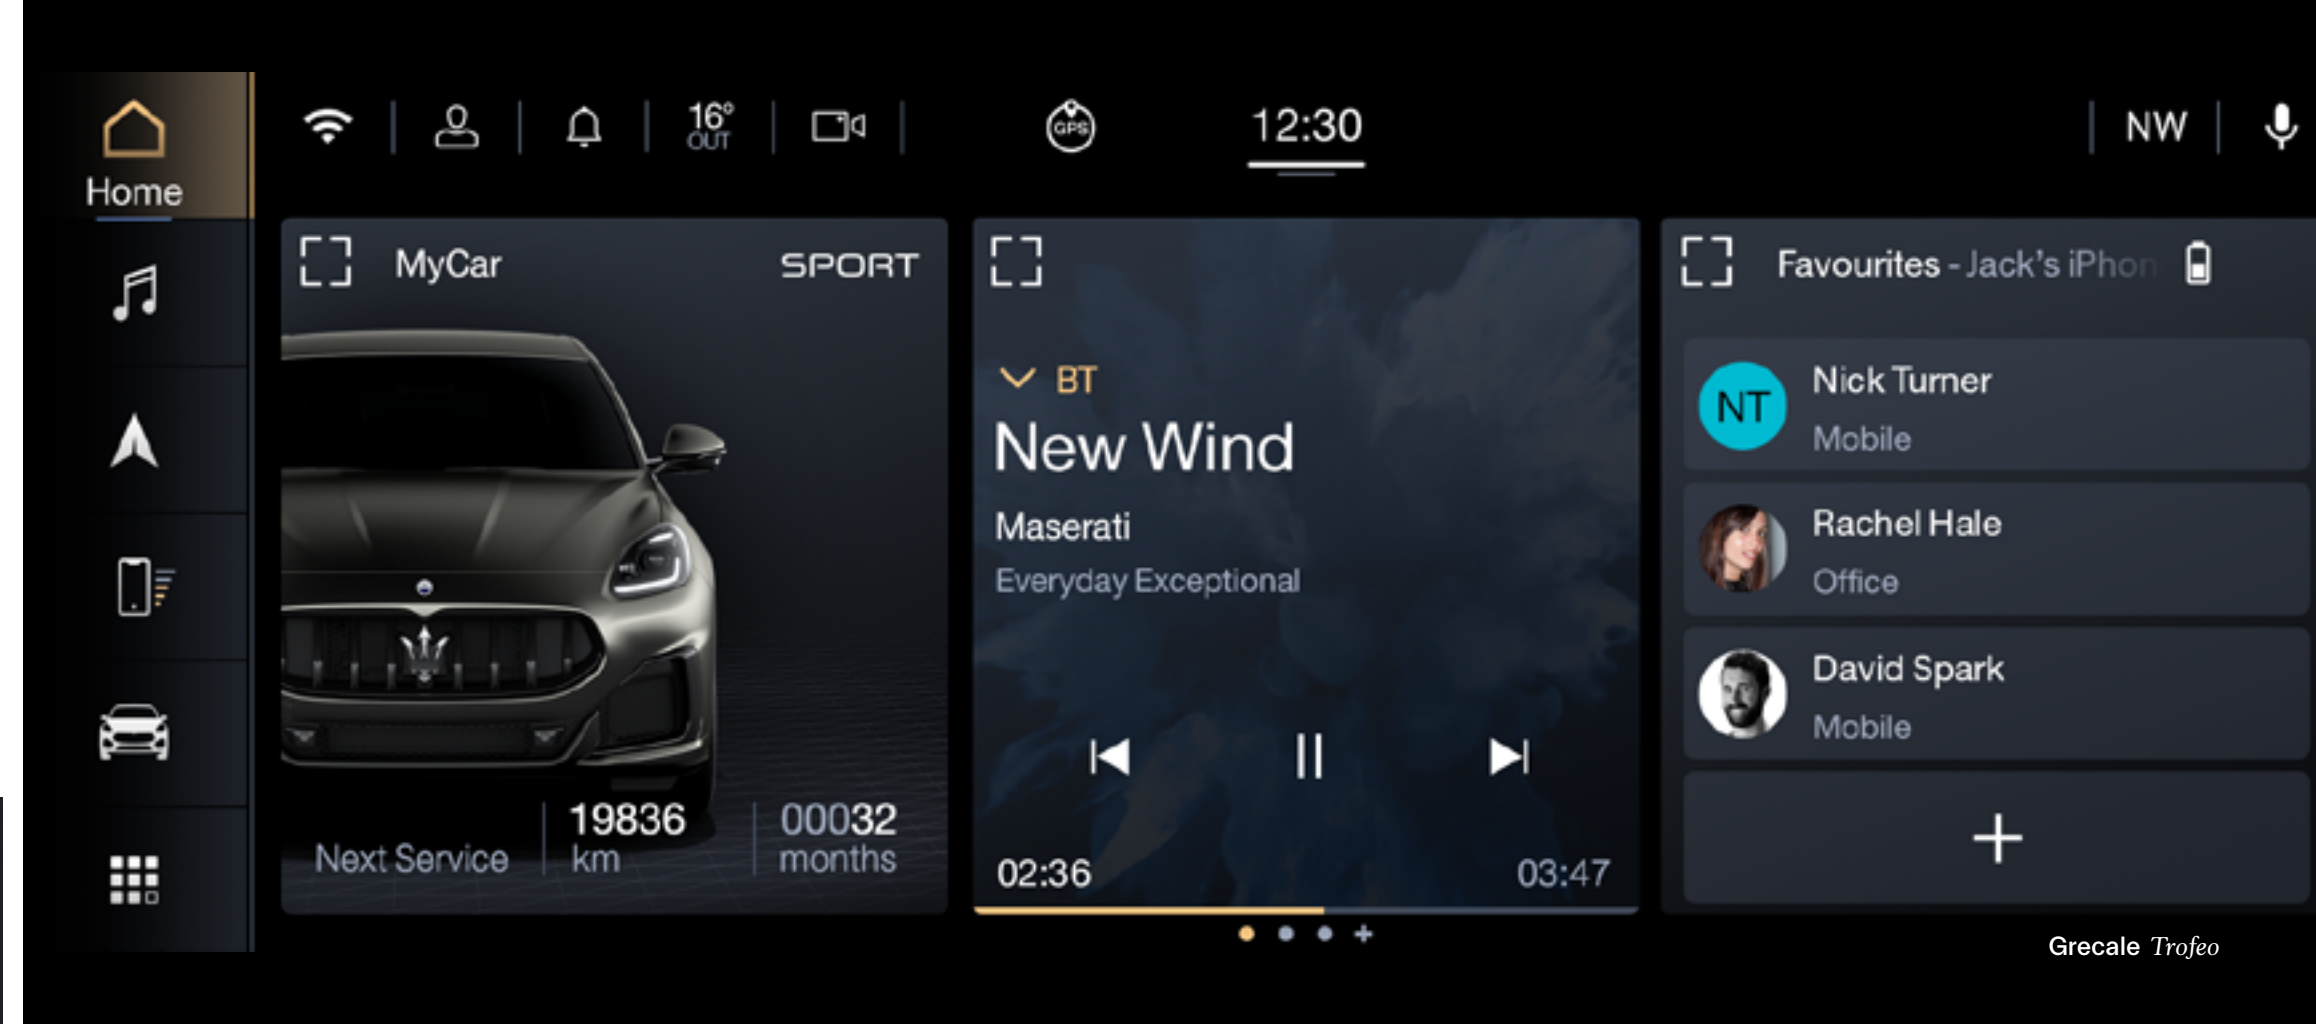 Home
16°
OUT
GPS
12:30
NW
MyCar
SPORT
Next Service
19836
km
00032
months
BT
New Wind
Maserati
Everyday Exceptional
02:36
03:47
Favourites - Jack's iPhon
NT
Nick Turner
Mobile
Rachel Hale
Office
David Spark
Mobile
Grecale Trofeo